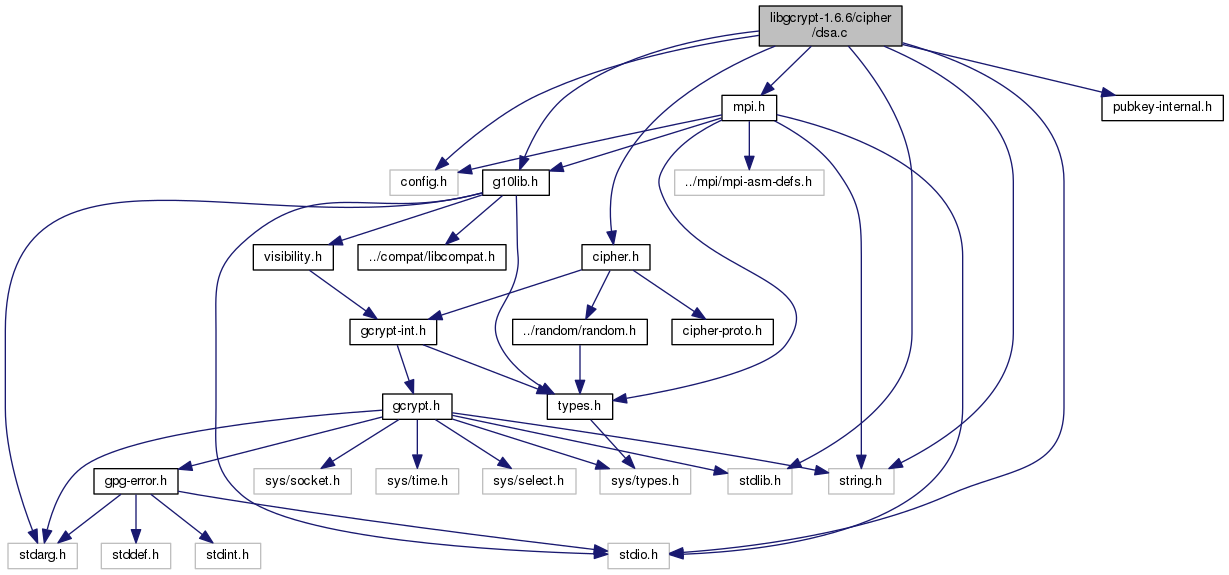 libgcrypt-1.6.6/cipher
/dsa.c
mpi.h
pubkey-internal.h
config.h
g10lib.h
../mpi/mpi-asm-defs.h
visibility.h
../compat/libcompat.h
cipher.h
gcrypt-int.h
../random/random.h
cipher-proto.h
gcrypt.h
types.h
gpg-error.h
sys/socket.h
sys/time.h
sys/select.h
sys/types.h
stdlib.h
string.h
stdarg.h
stddef.h
stdint.h
stdio.h